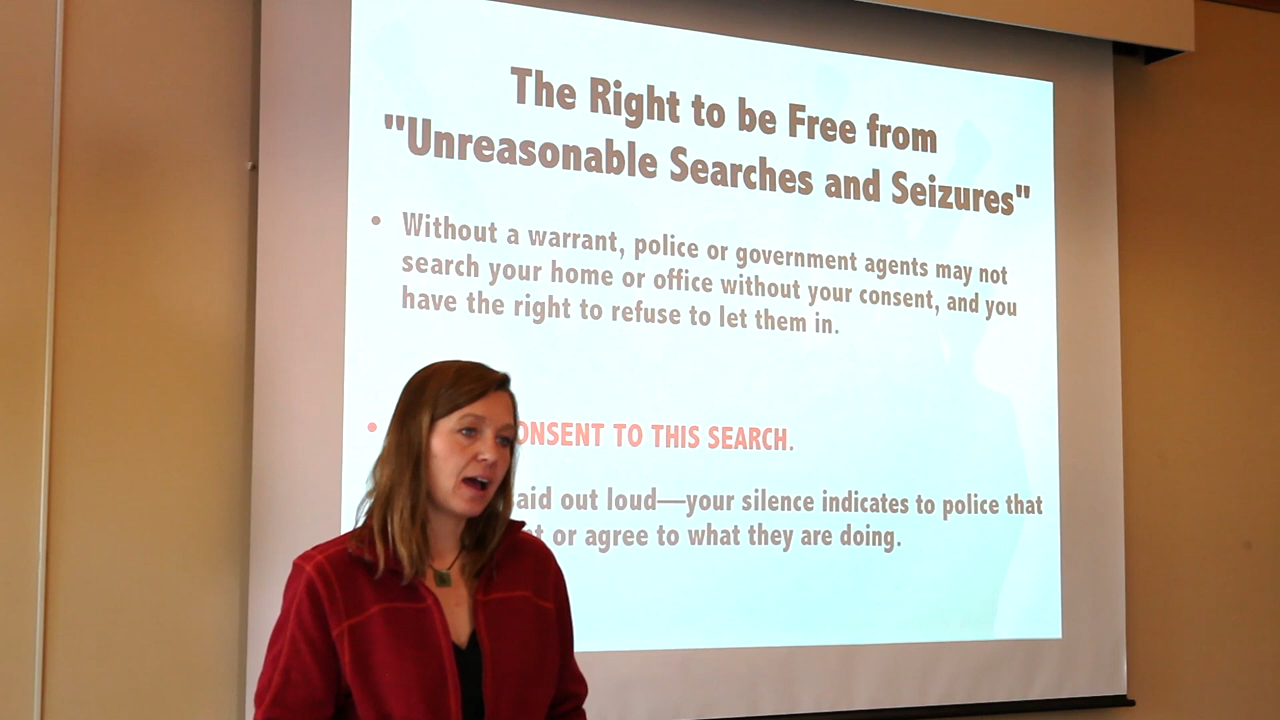 The Right to be Free from
"Unreasonable Searches and Seizures"
• Without a warrant, police or government agents may not
search your home or office without your consent, and you
have the right to refuse to let them in.
• ONSENT TO THIS SEARCH.
aid out loud—your silence indicates to police that
or agree to what they are doing.